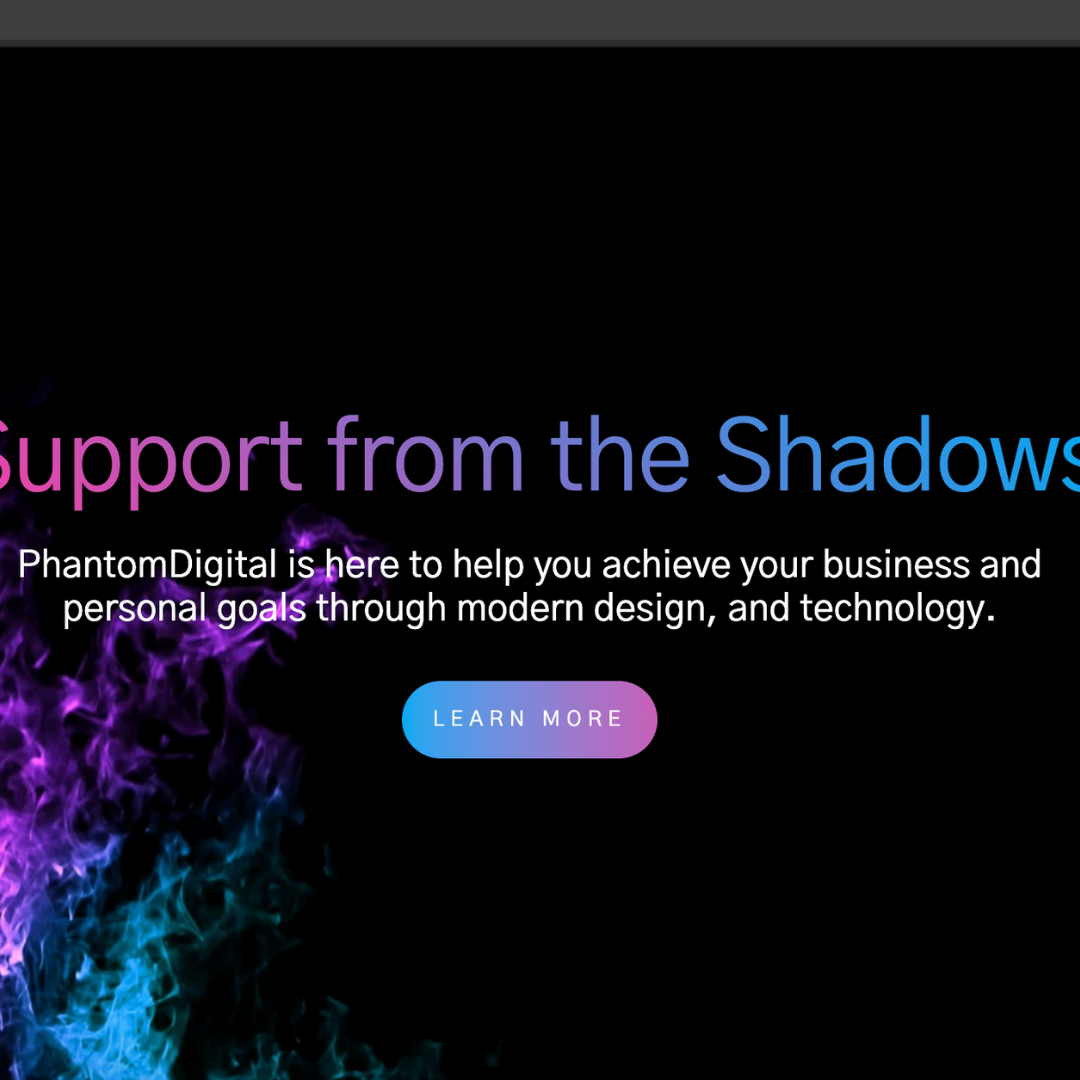 Support from the Shadows
PhantomDigital is here to help you achieve your business and
personal goals through modern design, and technology.
LEARN MORE